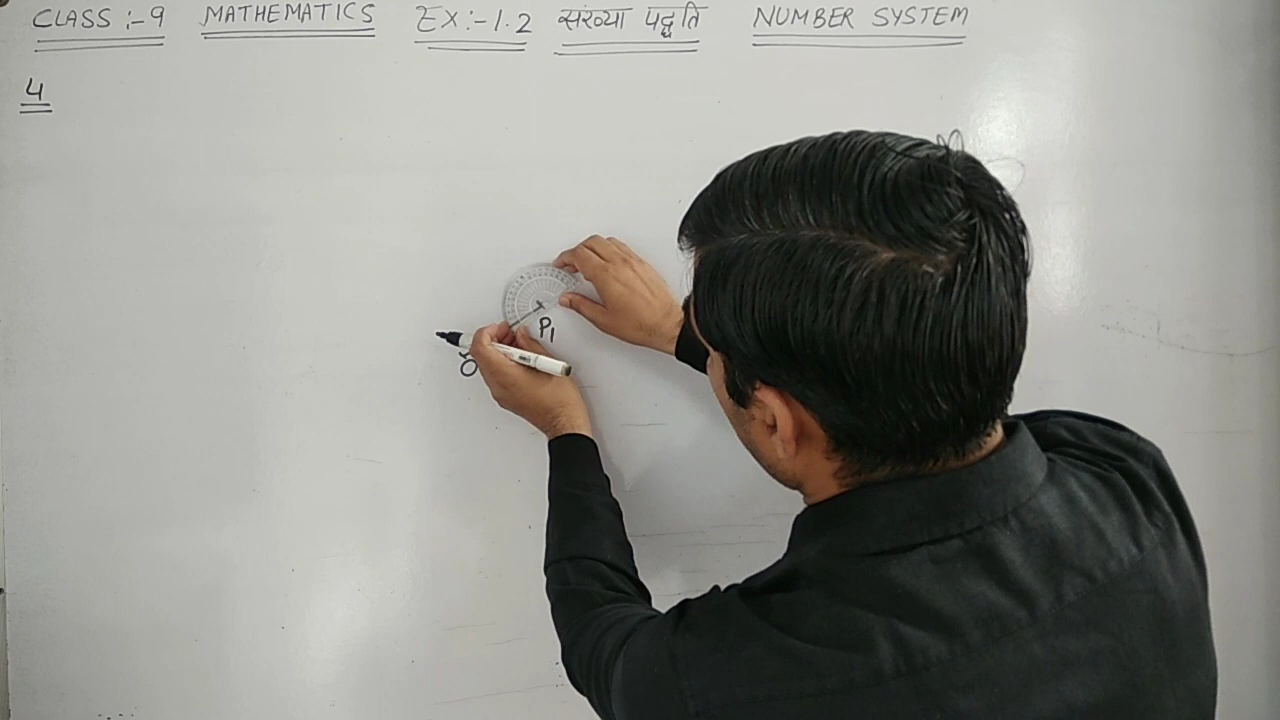 CLASS :- 9 MATHEMATICS EX:-1.2 संख्या पद्धति NUMBER SYSTEM
4
P1
O